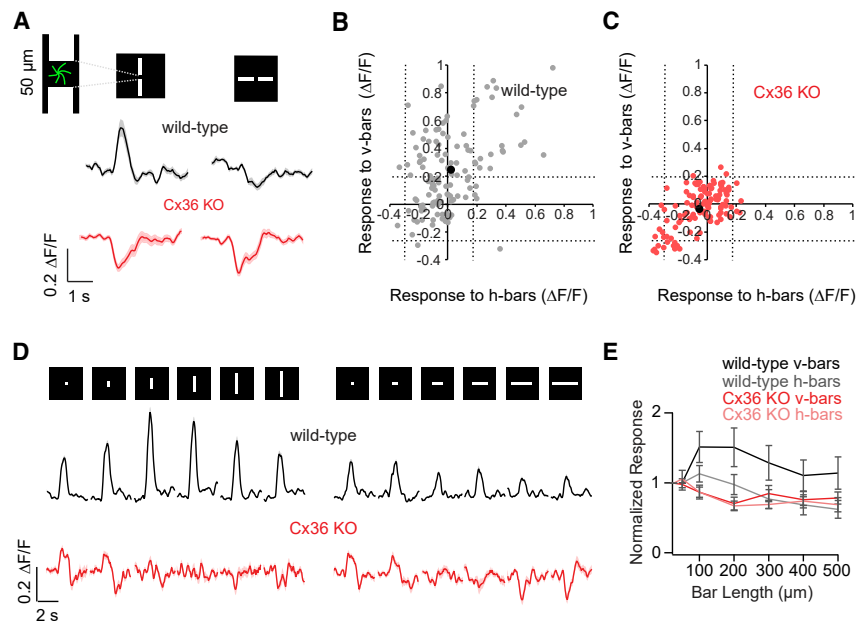 A
50 µm
wild-type
Cx36 KO
0.2 ΔF/F
1 s
B
Response to v-bars (ΔF/F)
wild-type
1
0.8
0.6
0.4
0.2
0
-0.2
-0.4
-0.4 -0.2 0 0.2 0.4 0.6 0.8 1
Response to h-bars (ΔF/F)
C
Response to v-bars (ΔF/F)
Cx36 KO
1
0.8
0.6
0.4
0.2
0
-0.2
-0.4
-0.4 -0.2 0 0.2 0.4 0.6 0.8 1
Response to h-bars (ΔF/F)
D
wild-type
Cx36 KO
0.2 ΔF/F
2 s
E
wild-type v-bars
wild-type h-bars
Cx36 KO v-bars
Cx36 KO h-bars
Normalized Response
2
1
0
100 200 300 400 500
Bar Length (µm)